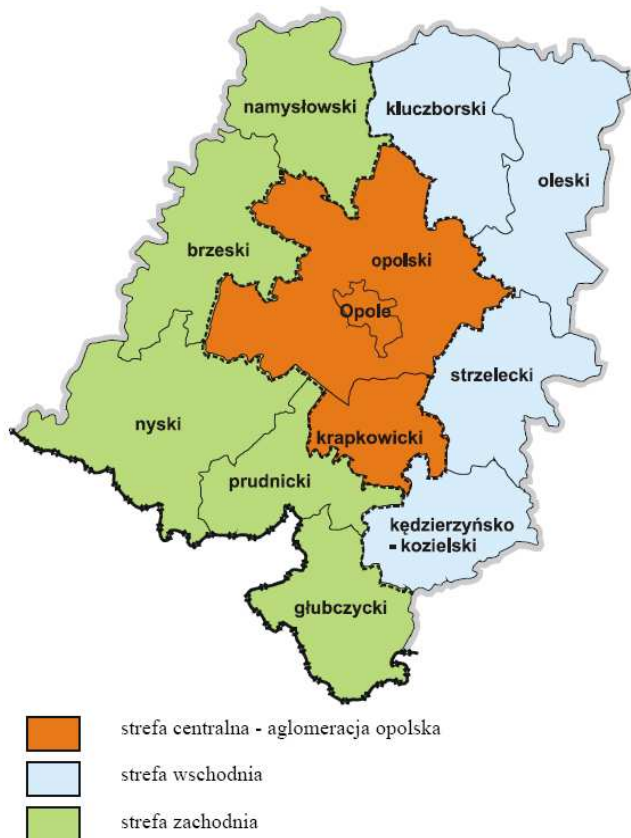 namysłowski
kluczborski
oleski
brzeski
opolski
Opole
strzelecki
nyski
krapkowicki
prudnicki
kędzierzyńsko
- kozielski
głubczycki
strefa centralna - aglomeracja opolska
strefa wschodnia
strefa zachodnia